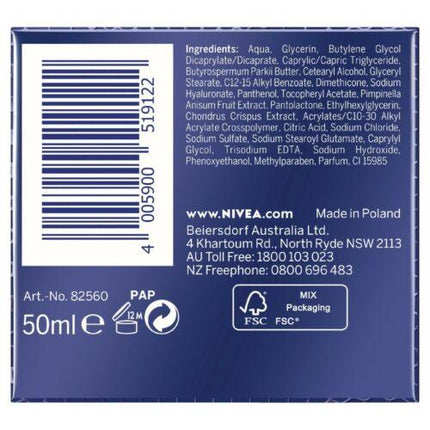 Ingredients: Aqua, Glycerin, Butylene Glycol
Dicaprylate/Dicaprate, Caprylic/Capric Triglyceride,
Butyrospermum Parkii Butter, Cetearyl Alcohol, Glyceryl
Stearate, C12-15 Alkyl Benzoate, Dimethicone, Sodium
Hyaluronate, Panthenol, Tocopheryl Acetate, Pimpinella
Anisum Fruit Extract, Pantolactone, Ethylhexylglycerin,
Chondrus Crispus Extract, Acrylates/C10-30 Alkyl
Acrylate Crosspolymer, Citric Acid, Sodium Chloride,
Sodium Sulfate, Sodium Stearoyl Glutamate, Caprylyl
Glycol, Trisodium EDTA, Sodium Hydroxide,
Phenoxyethanol, Methylparaben, Parfum, CI 15985
4 005900 519122
www.NIVEA.com Made in Poland
Beiersdorf Australia Ltd.
4 Khartoum Rd., North Ryde NSW 2113
AU Toll Free: 1800 103 023
NZ Freephone: 0800 696 483
Art.-No. 82560 PAP
50ml e 12 M
FSC
MIX
Packaging
FSC®